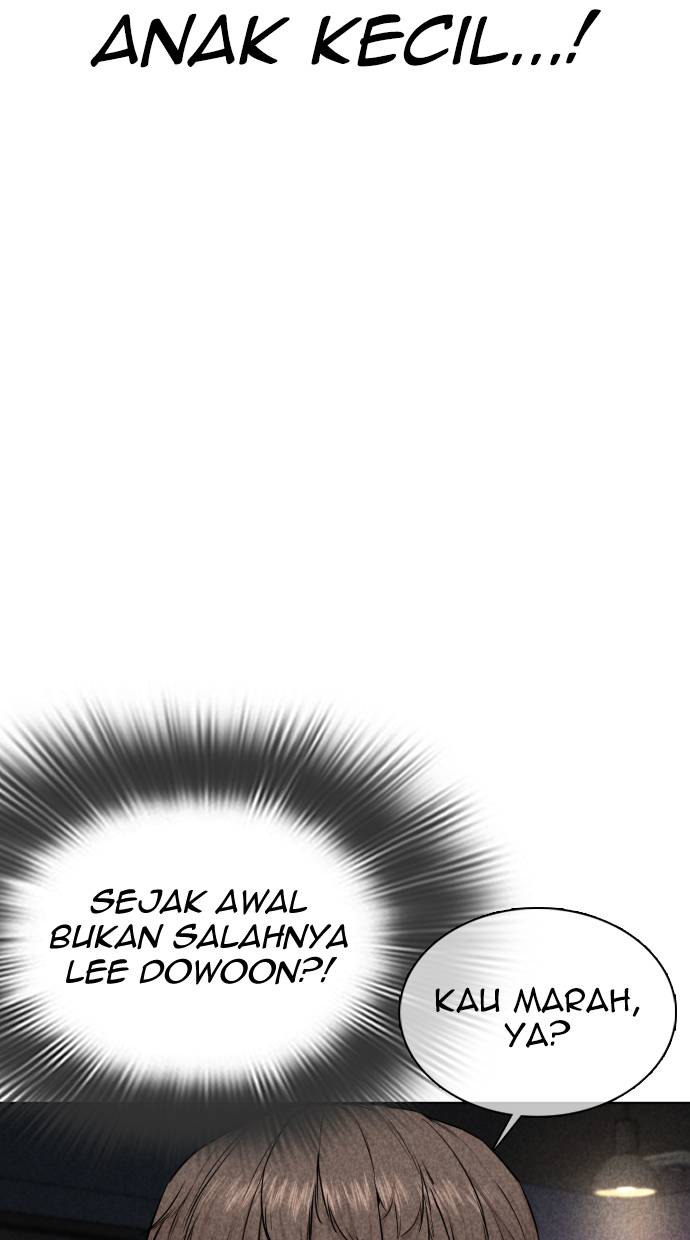 ANAK KECIL...!
SEJAK AWAL
BUKAN SALAHNYA
LEE DOWOON?!
KAU MARAH,
YA?